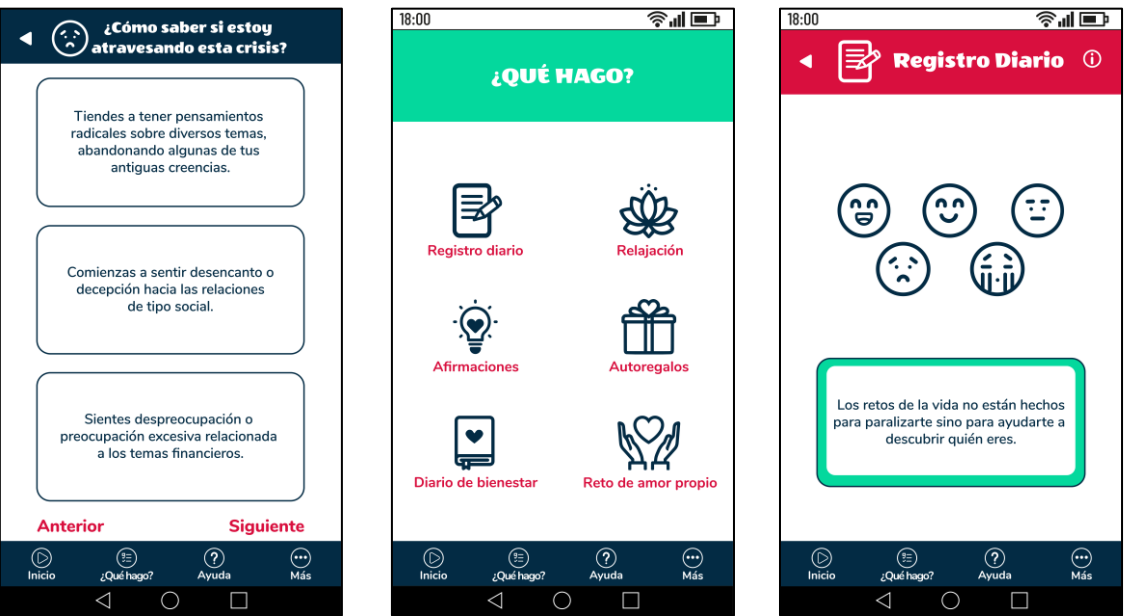 ¿Cómo saber si estoy
atravesando esta crisis?
Tiendes a tener pensamientos
radicales sobre diversos temas,
abandonando algunas de tus
antiguas creencias.
Comienzas a sentir desencanto o
decepción hacia las relaciones
de tipo social.
Sientes despreocupación o
preocupación excesiva relacionada
a los temas financieros.
Anterior
Siguiente
Inicio
¿Qué hago?
Ayuda
Más
18:00
¿QUÉ HAGO?
Registro diario
Relajación
Afirmaciones
Autoregalos
Diario de bienestar
Reto de amor propio
Inicio
¿Qué hago?
Ayuda
Más
18:00
Registro Diario
Los retos de la vida no están hechos
para paralizarte sino para ayudarte a
descubrir quién eres.
Inicio
¿Qué hago?
Ayuda
Más